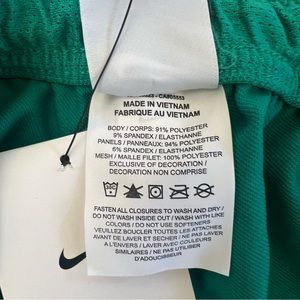 MADE IN VIETNAM
FABRIQUE AU VIETNAM
BODY / CORPS: 91% POLYESTER
9% SPANDEX / ELASTHANNE
PANELS / PANNEAUX: 94% POLYESTER
6% SPANDEX / ELASTHANNE
MESH / MAILLE FILET: 100% POLYESTER
EXCLUSIVE OF DECORATION /
DECORATION NON COMPRISE
FASTEN ALL CLOSURES TO WASH AND DRY /
DO NOT WASH INSIDE OUT / WASH WITH LIKE
COLORS / DO NOT USE SOFTENERS
VEUILLEZ BOUCLER TOUTES LES ATTACHES
AVANT DE LAVER ET SECHER / NE PAS LAVER
A L'ENVERS / LAVER AVEC COULEURS
SIMILAIRES / NE PAS UTILISER
D'ADOUCISSEUR